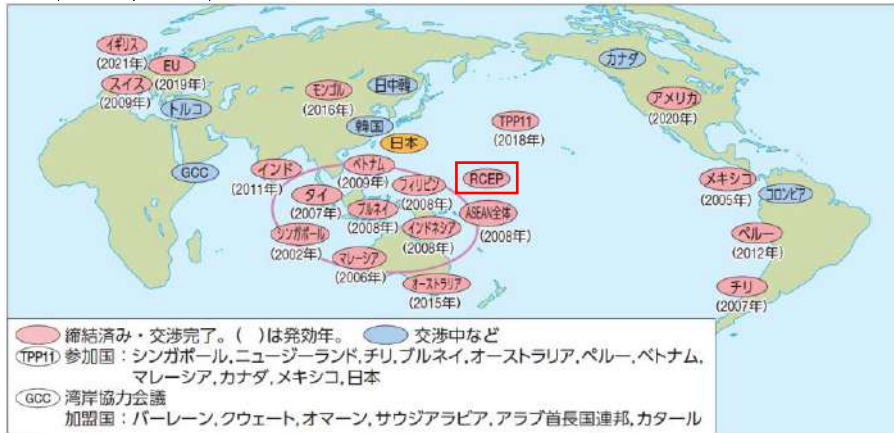 イギリス
(2021年)
EU
(2019年)
スイス
(2009年)
トルコ
GCC
モンゴル
(2016年)
日中韓
韓国
日本
TPP11
(2018年)
カナダ
アメリカ
(2020年)
インド
(2011年)
ベトナム
(2009年)
フィリピン
(2008年)
RCEP
タイ
(2007年)
ブルネイ
(2008年)
インドネシア
(2008年)
ASEAN全体
(2008年)
シンガポール
(2002年)
マレーシア
(2006年)
オーストラリア
(2015年)
メキシコ
(2005年)
コロンビア
ペルー
(2012年)
チリ
(2007年)
締結済み・交渉完了。( )は発効年。 交渉中など
TPP11 参加国:シンガポール,ニュージーランド,チリ,ブルネイ,オーストラリア,ペルー,ベトナム,
マレーシア,カナダ,メキシコ,日本
GCC 湾岸協力会議
加盟国:バーレーン,クウェート,オマーン,サウジアラビア,アラブ首長国連邦,カタール